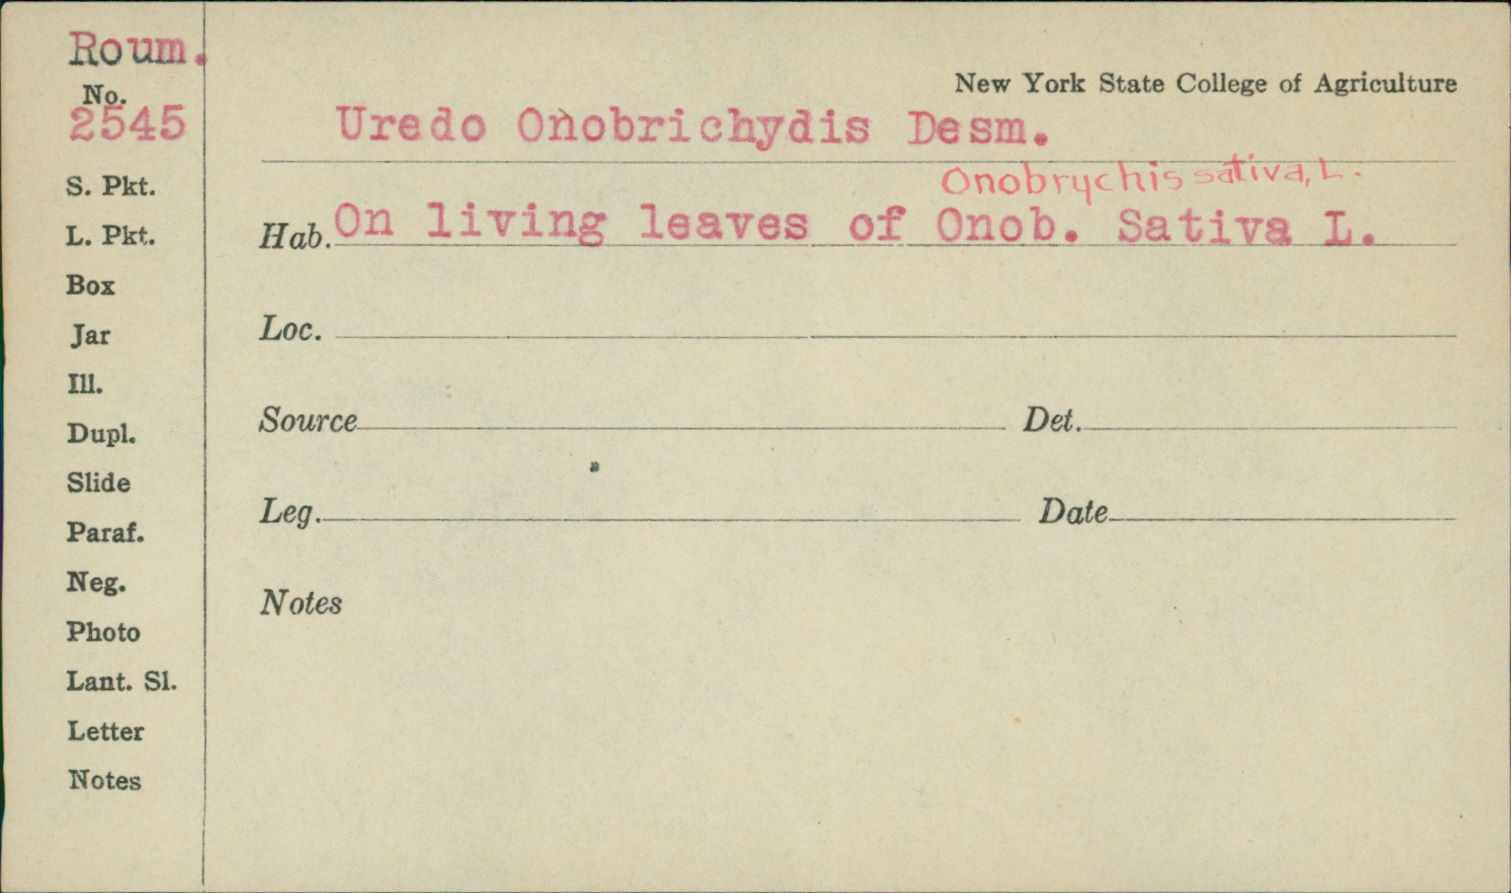 Roum.
No.
2545
S. Pkt.
L. Pkt.
Box
Jar
Ill.
Dupl.
Slide
Paraf.
Neg.
Photo
Lant. Sl.
Letter
Notes
New York State College of Agriculture
Uredo Onobrichydis Desm.
Onobrychis sativa, L.
Hab. On living leaves of Onob. Sativa L.
Loc.
Source Det.
Leg. Date
Notes